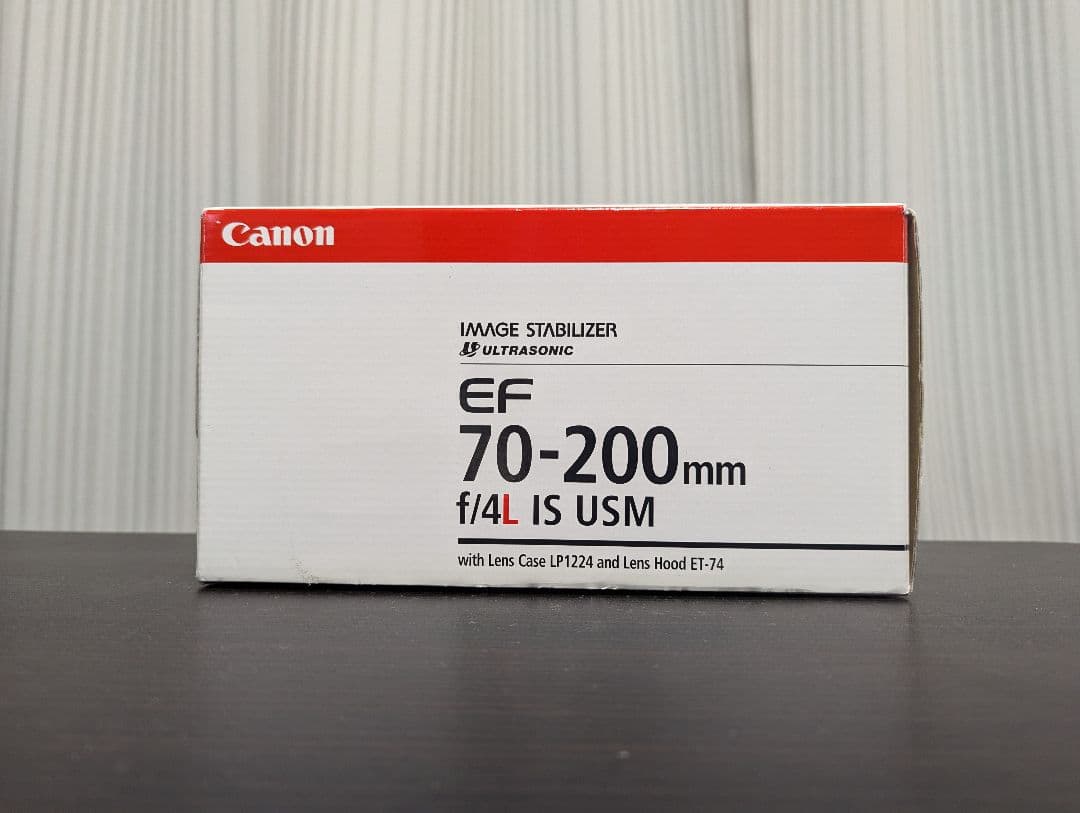 Canon
IMAGE STABILIZER
ULTRASONIC
EF
70-200mm
f/4L IS USM
with Lens Case LP1224 and Lens Hood ET-74